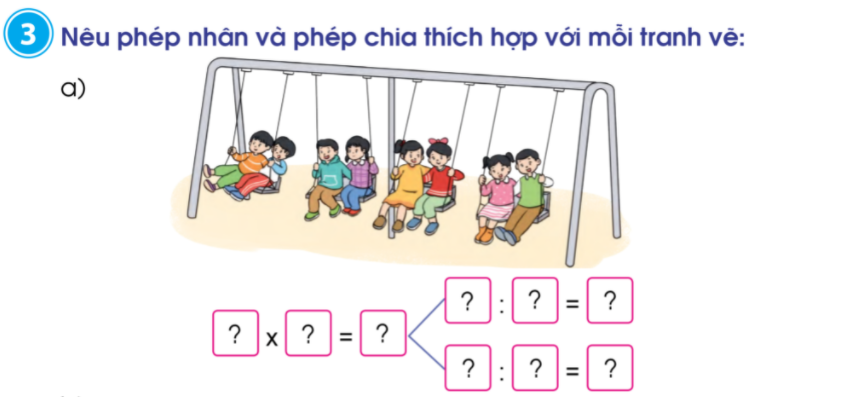 3 Nêu phép nhân và phép chia thích hợp với mỗi tranh vẽ:
a)
? : ? = ?
? x ? = ?
? : ? = ?